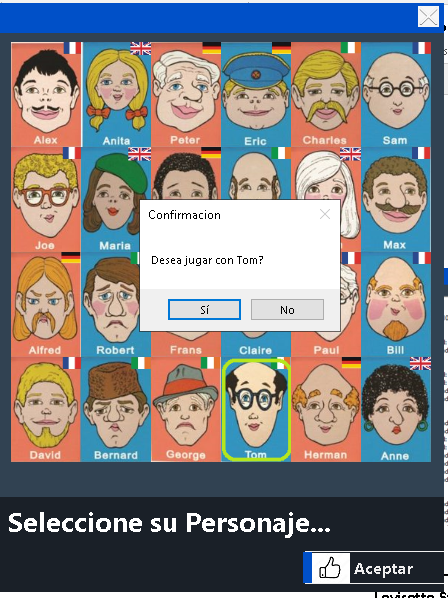 Alex Anita Peter Eric Charles Sam
Joe Maria Max
Confirmacion
Desea jugar con Tom?
Sí No
Alfred Robert Frans Claire Paul Bill
David Bernard George Tom Herman Anne
Seleccione su Personaje...
Aceptar